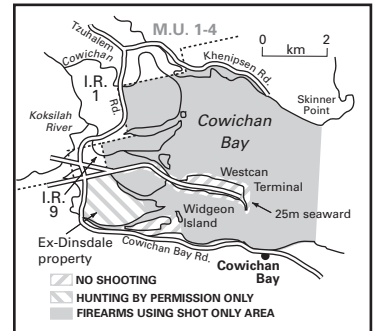 M.U. 1-4
Tzuhalem
Cowichan
Rd.
Khenipsen Rd.
0 2
km
I.R.
1
Skinner
Point
Koksilah
River
Cowichan
Bay
Westcan
Terminal
I.R.
9
Widgeon
Island
25m seaward
Ex-Dinsdale
property
Cowichan Bay Rd.
Cowichan
Bay
NO SHOOTING
HUNTING BY PERMISSION ONLY
FIREARMS USING SHOT ONLY AREA